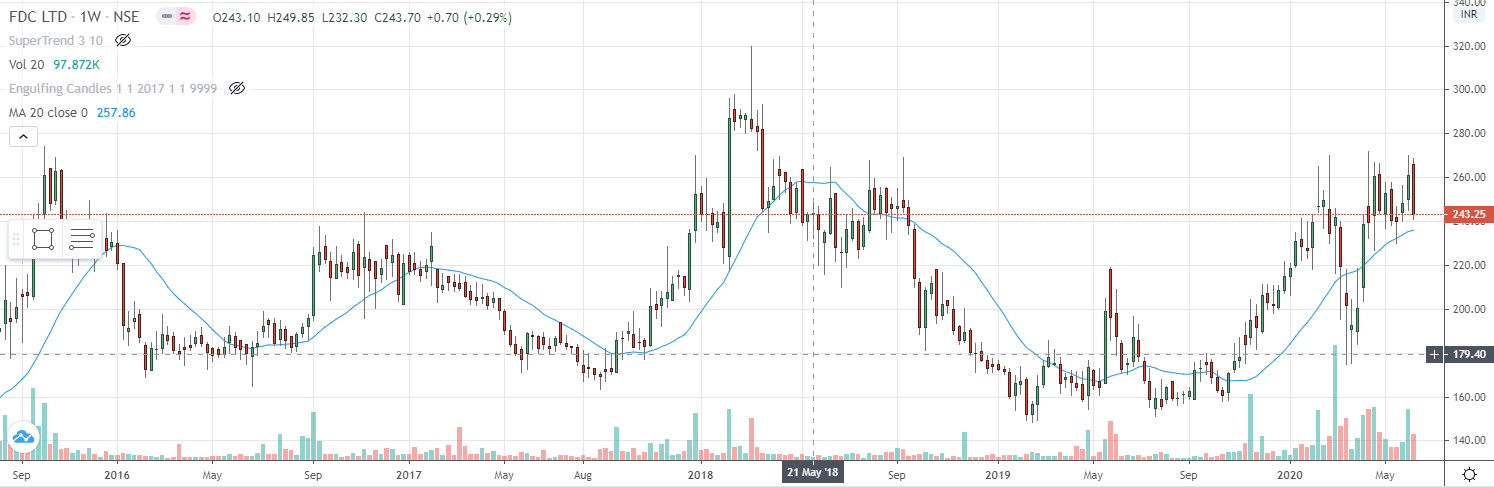 FDC LTD · 1W · NSE O243.10 H249.85 L232.30 C243.70 +0.70 (+0.29%)
SuperTrend 3 10
Vol 20 97.872K
Engulfing Candles 1 1 2017 1 1 9999
MA 20 close 0 257.86
340.00
INR
320.00
300.00
280.00
260.00
243.25
240.00
220.00
200.00
179.40
160.00
140.00
Sep 2016 May Sep 2017 May Aug 2018 21 May '18 Sep 2019 May Sep 2020 May